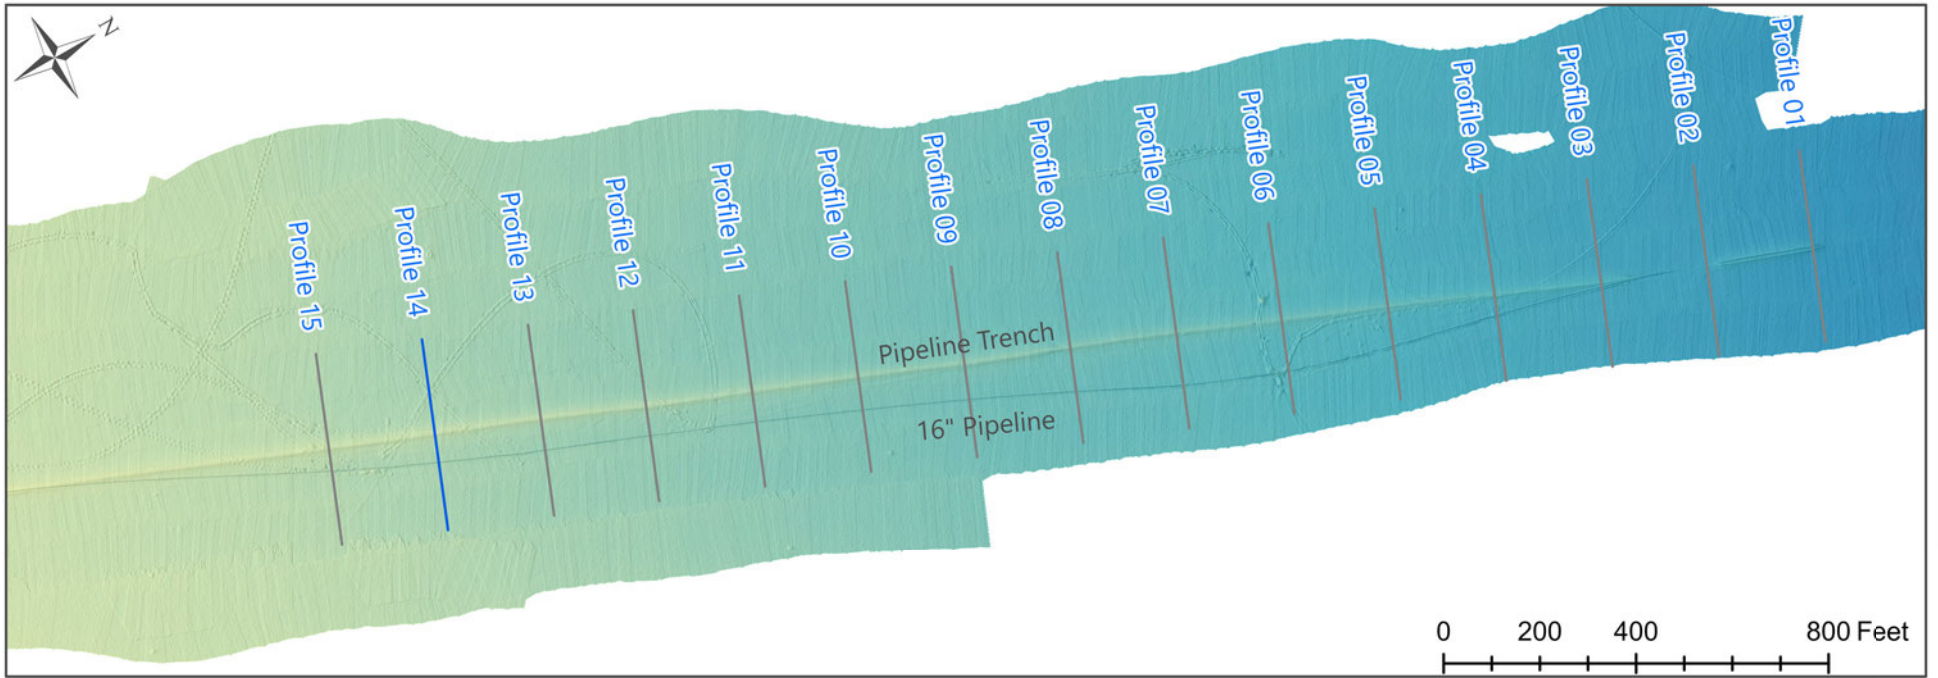 N
Profile 01
Profile 02
Profile 03
Profile 04
Profile 05
Profile 06
Profile 07
Profile 08
Profile 09
Profile 10
Profile 11
Profile 12
Profile 13
Profile 14
Profile 15
Pipeline Trench
16" Pipeline
0 200 400 800 Feet